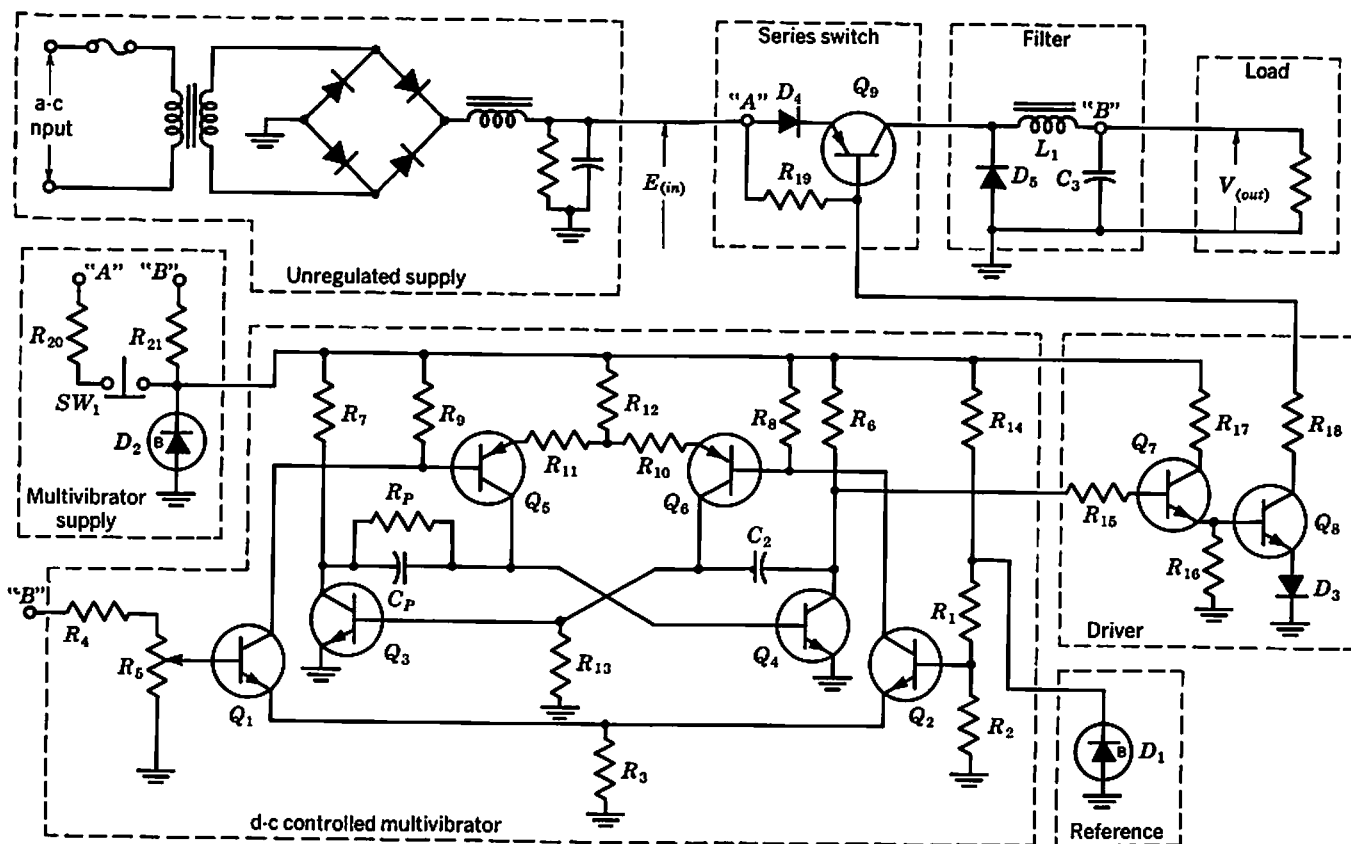 a-c
nput
Unregulated supply
E(in)
Series switch
"A"
D4
Q9
R19
Filter
"B"
L1
D5
C3
Load
V(out)
"A"
"B"
R20
R21
SW1
D2
B
Multivibrator
supply
R7
R9
R12
R8
R6
R14
R11
R10
Q5
Q6
RP
CP
C2
Q3
Q4
R13
"B"
R4
R5
Q1
Q2
R1
R2
R3
d-c controlled multivibrator
R17
R18
Q7
Q8
R15
R16
D3
Driver
B
D1
Reference